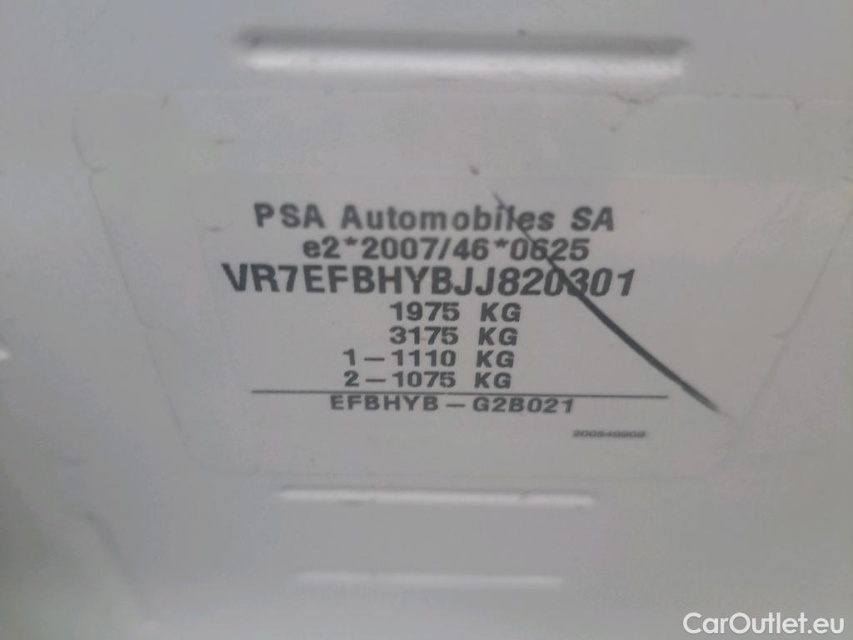 PSA Automobiles SA
e2*2007/46*0625
VR7EFBHYBJJ820301
1975 KG
3175 KG
1-1110 KG
2-1075 KG
EFBHYB-G2B021
CarOutlet.eu